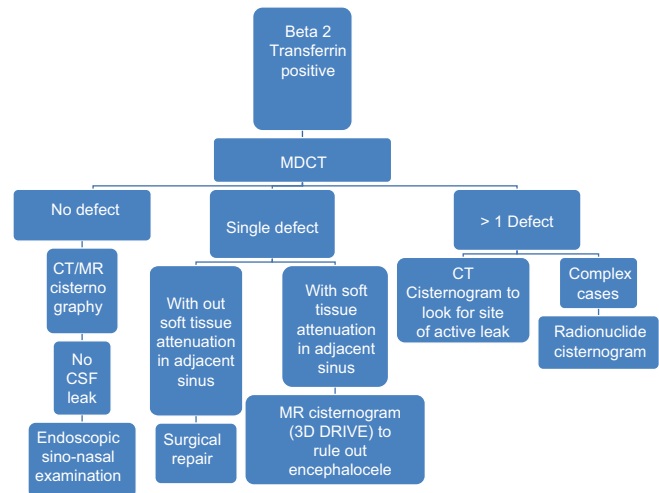 Beta 2
Transferrin
positive
MDCT
No defect
Single defect
> 1 Defect
CT/MR
cisterno
graphy
With out
soft tissue
attenuation
in adjacent
sinus
With soft
tissue
attenuation
in adjacent
sinus
CT
Cisternogram to
look for site
of active leak
Complex
cases
Radionuclide
cisternogram
No
CSF
leak
Endoscopic
sino-nasal
examination
Surgical
repair
MR cisternogram
(3D DRIVE) to
rule out
encephalocele